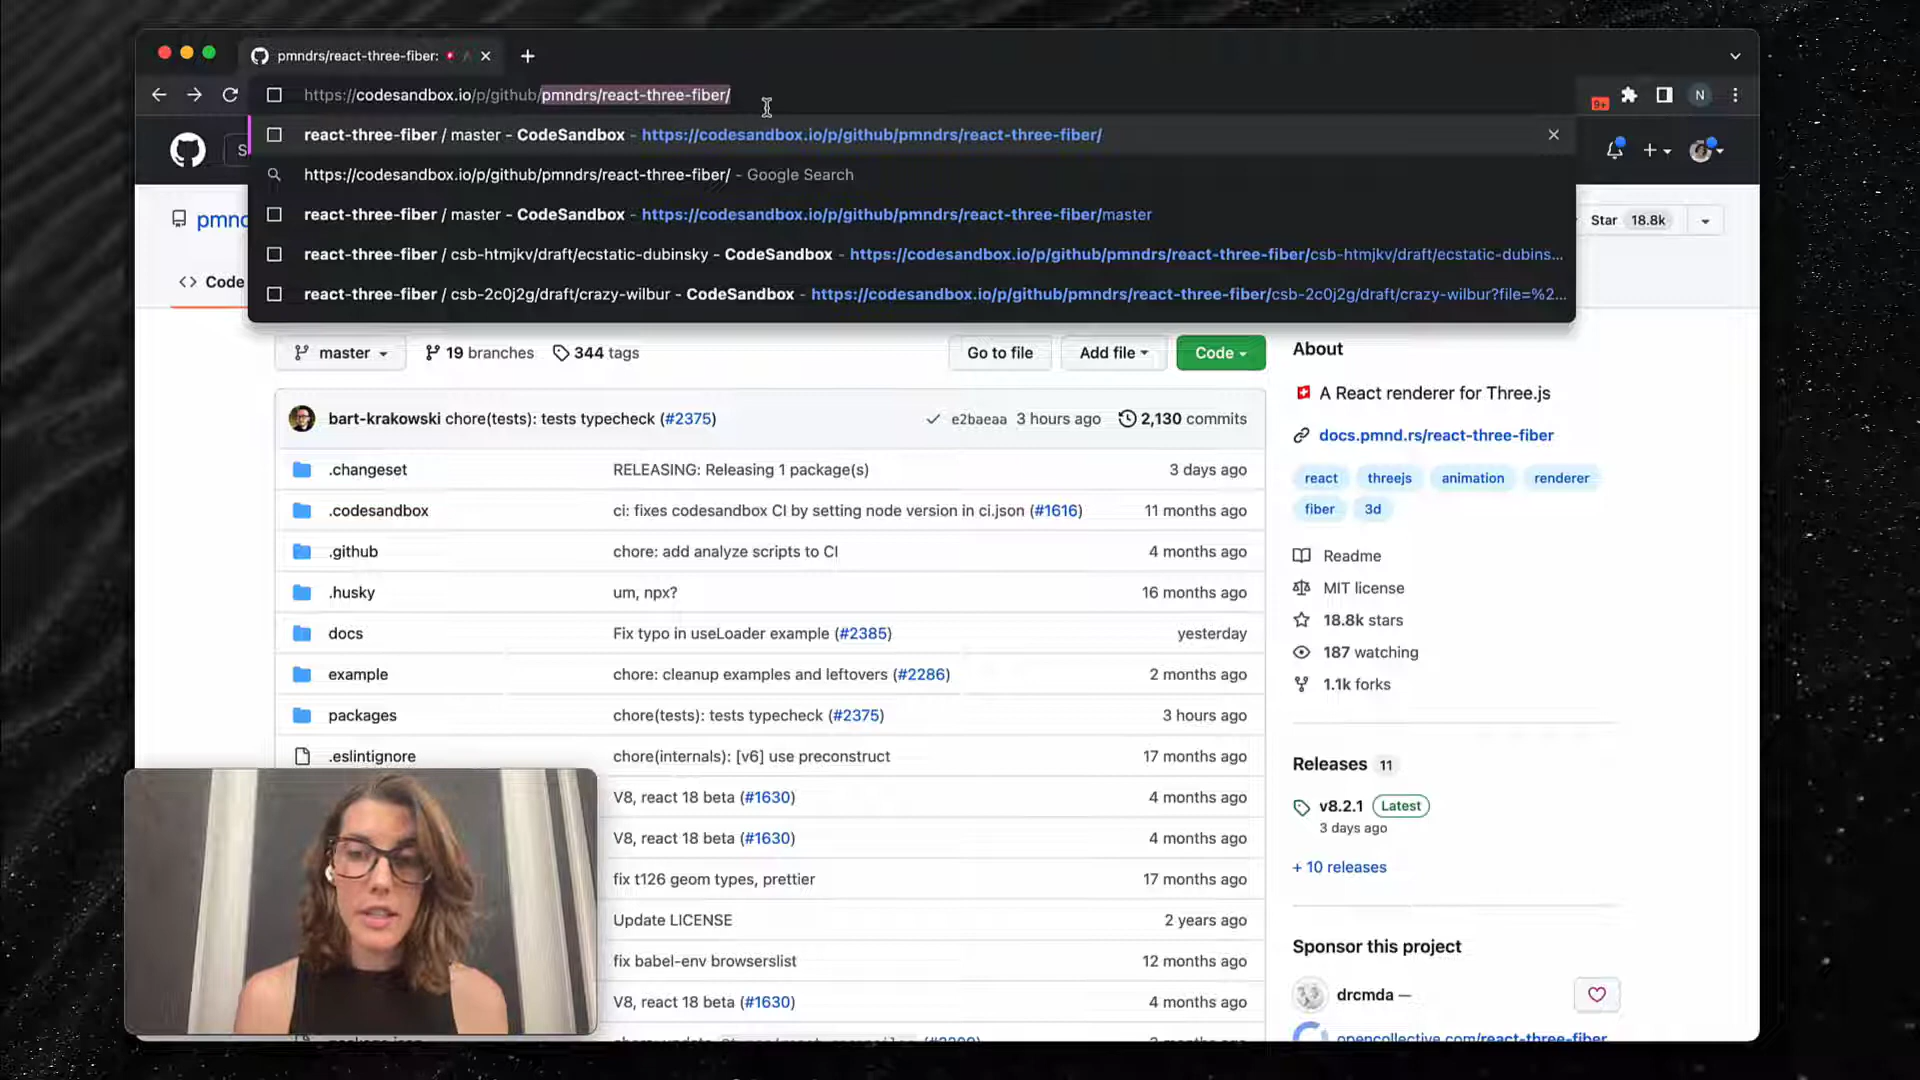 pmndrs/react-three-fiber:
https://codesandbox.io/p/github/pmndrs/react-three-fiber/
9+
N
react-three-fiber / master - CodeSandbox - https://codesandbox.io/p/github/pmndrs/react-three-fiber/
https://codesandbox.io/p/github/pmndrs/react-three-fiber/ - Google Search
react-three-fiber / master - CodeSandbox - https://codesandbox.io/p/github/pmndrs/react-three-fiber/master
react-three-fiber / csb-htmjkv/draft/ecstatic-dubinsky - CodeSandbox - https://codesandbox.io/p/github/pmndrs/react-three-fiber/csb-htmjkv/draft/ecstatic-dubins...
react-three-fiber / csb-2c0j2g/draft/crazy-wilbur - CodeSandbox - https://codesandbox.io/p/github/pmndrs/react-three-fiber/csb-2c0j2g/draft/crazy-wilbur?file=%2...
S
pmnd
Star 18.8k
<> Code
master 19 branches 344 tags Go to file Add file Code
bart-krakowski chore(tests): tests typecheck (#2375) e2baeaa 3 hours ago 2,130 commits
.changeset RELEASING: Releasing 1 package(s) 3 days ago
.codesandbox ci: fixes codesandbox CI by setting node version in ci.json (#1616) 11 months ago
.github chore: add analyze scripts to CI 4 months ago
.husky um, npx? 16 months ago
docs Fix typo in useLoader example (#2385) yesterday
example chore: cleanup examples and leftovers (#2286) 2 months ago
packages chore(tests): tests typecheck (#2375) 3 hours ago
.eslintignore chore(internals): [v6] use preconstruct 17 months ago
V8, react 18 beta (#1630) 4 months ago
V8, react 18 beta (#1630) 4 months ago
fix t126 geom types, prettier 17 months ago
Update LICENSE 2 years ago
fix babel-env browserslist 12 months ago
V8, react 18 beta (#1630) 4 months ago
About
A React renderer for Three.js
docs.pmnd.rs/react-three-fiber
react threejs animation renderer
fiber 3d
Readme
MIT license
18.8k stars
187 watching
1.1k forks
Releases 11
v8.2.1 Latest
3 days ago
+ 10 releases
Sponsor this project
drcmda —
opencollective.com/react-three-fiber